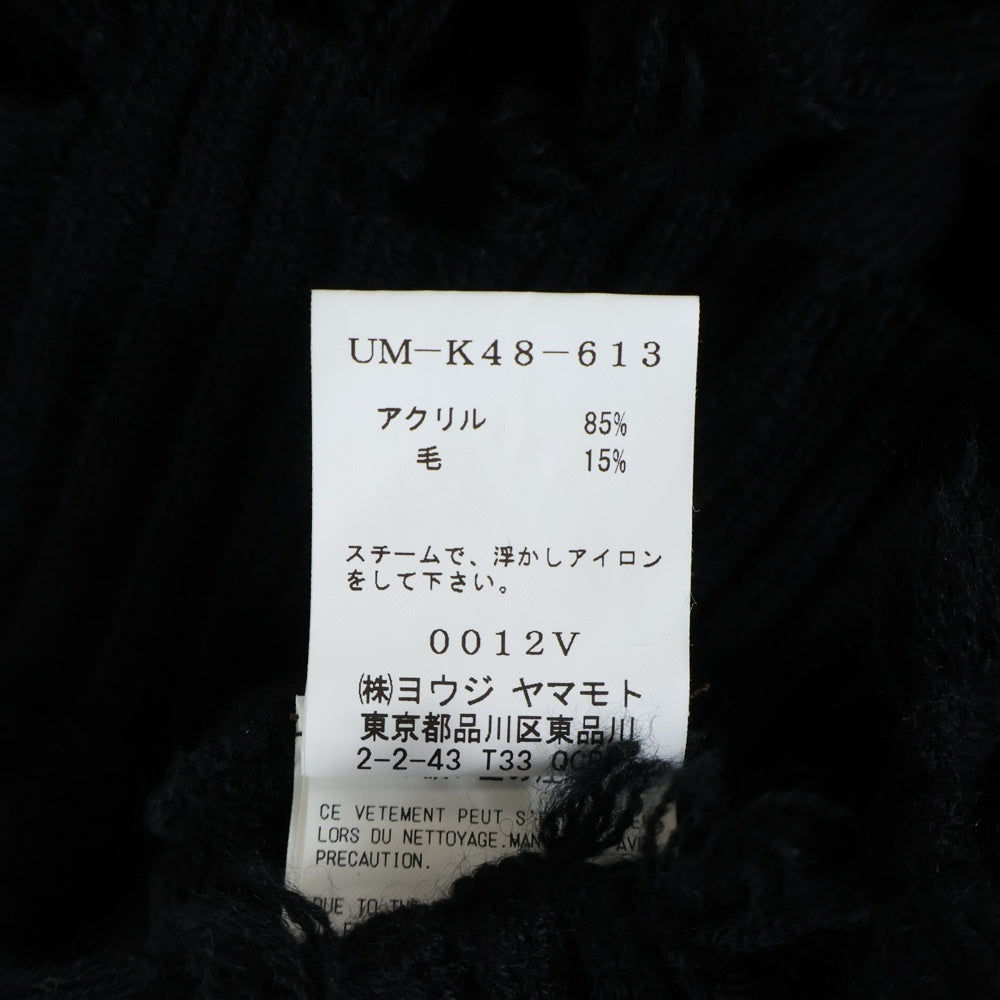 UM-K48-613
アクリル 85%
毛 15%
スチームで、浮かしアイロン
をして下さい。
0012V
㈱ヨウジ ヤマモト
東京都品川区東品川
2-2-43 T33
CE VETEMENT PEUT
LORS DU NETTOYAGE.
PRECAUTION.
DUE TO